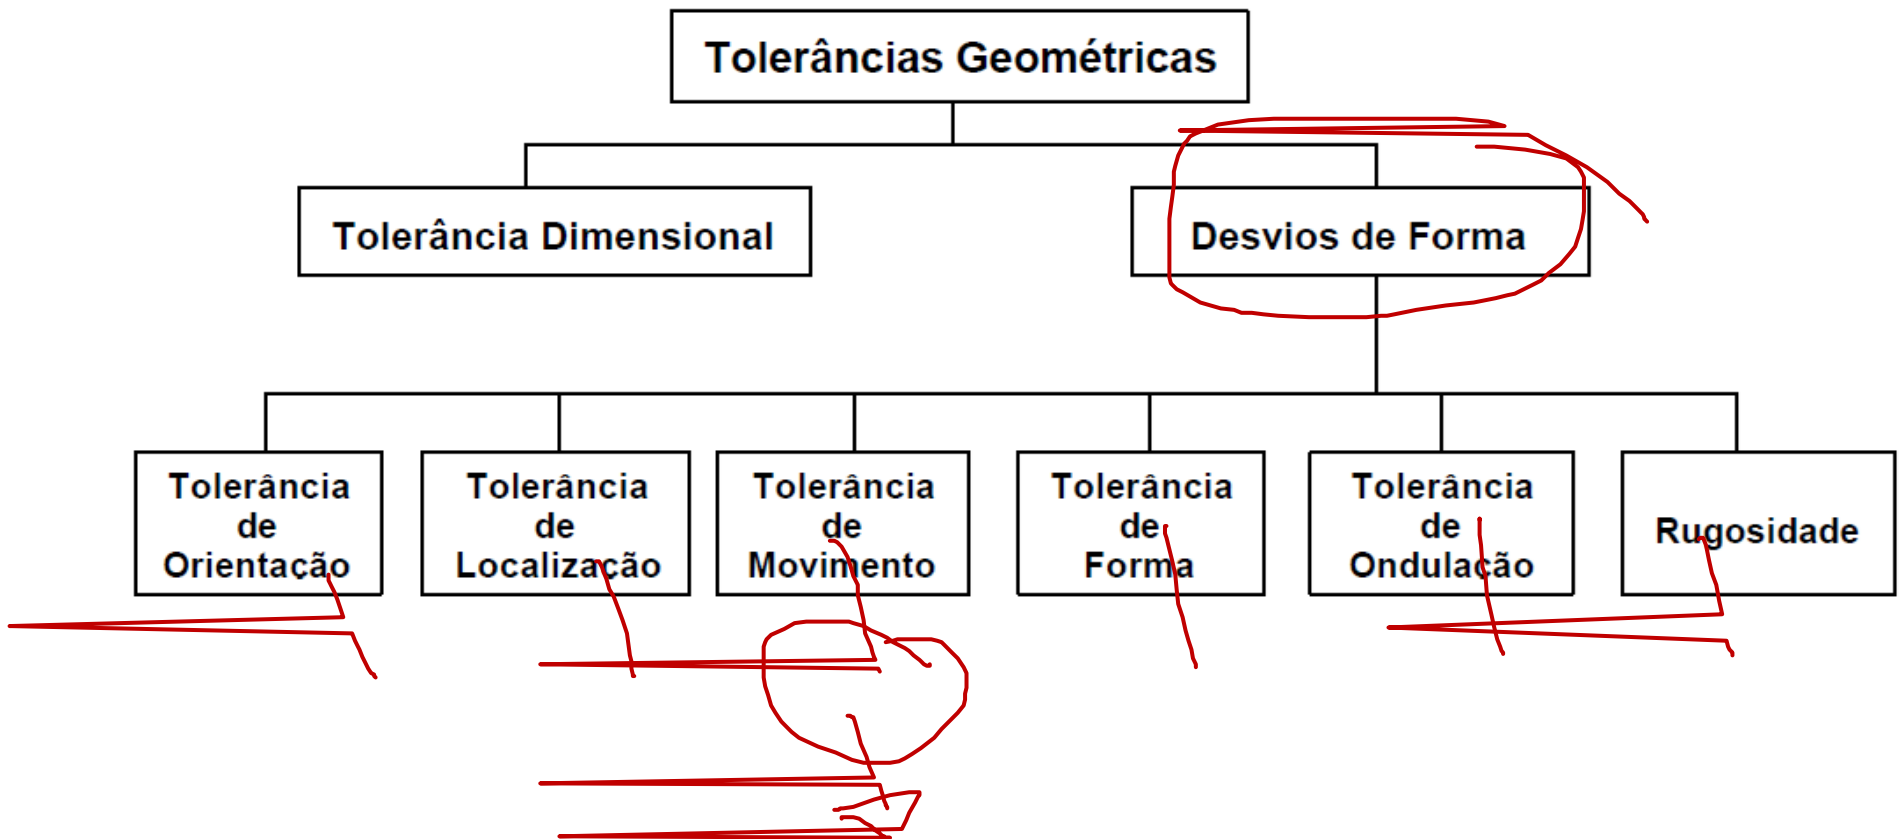 Tolerâncias Geométricas
Tolerância Dimensional
Desvios de Forma
Tolerância
de
Orientação
Tolerância
de
Localização
Tolerância
de
Movimento
Tolerância
de
Forma
Tolerância
de
Ondulação
Rugosidade